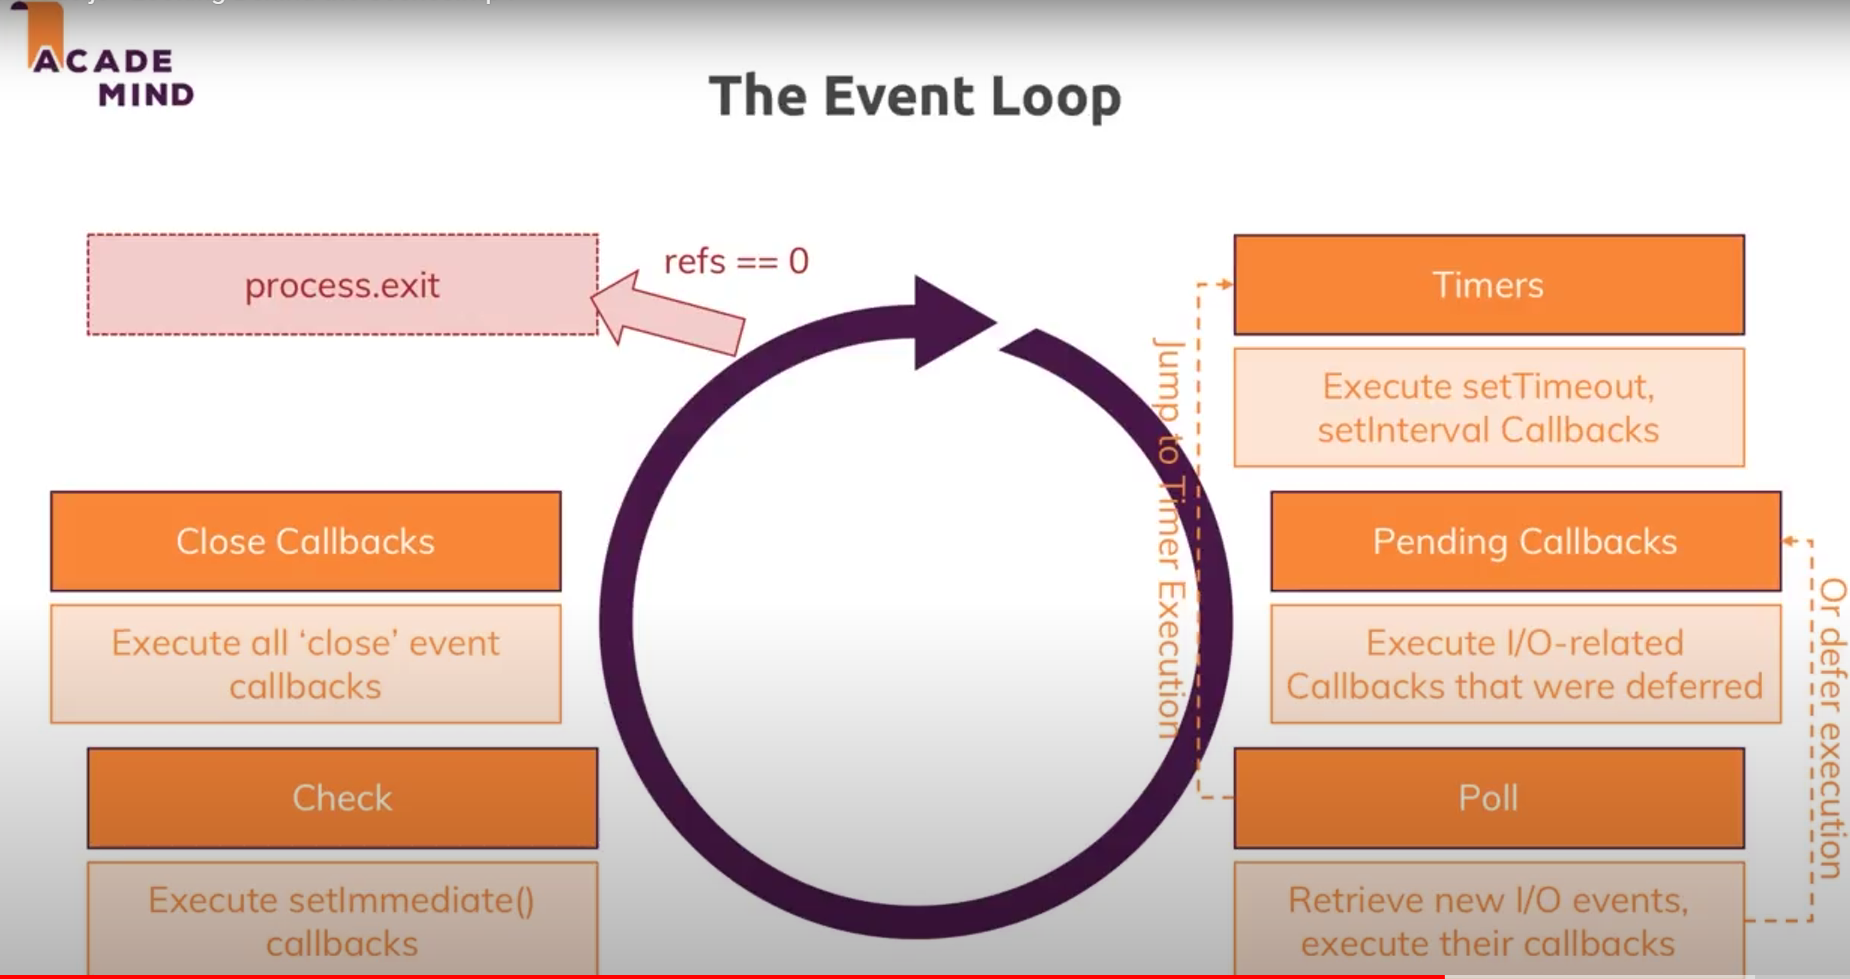 ACADE
MIND
The Event Loop
process.exit
refs == 0
Timers
Execute setTimeout,
setInterval Callbacks
Jump to Timer Execution
Close Callbacks
Execute all ‘close’ event
callbacks
Pending Callbacks
Execute I/O-related
Callbacks that were deferred
Or defer execution
Check
Execute setImmediate()
callbacks
Poll
Retrieve new I/O events,
execute their callbacks